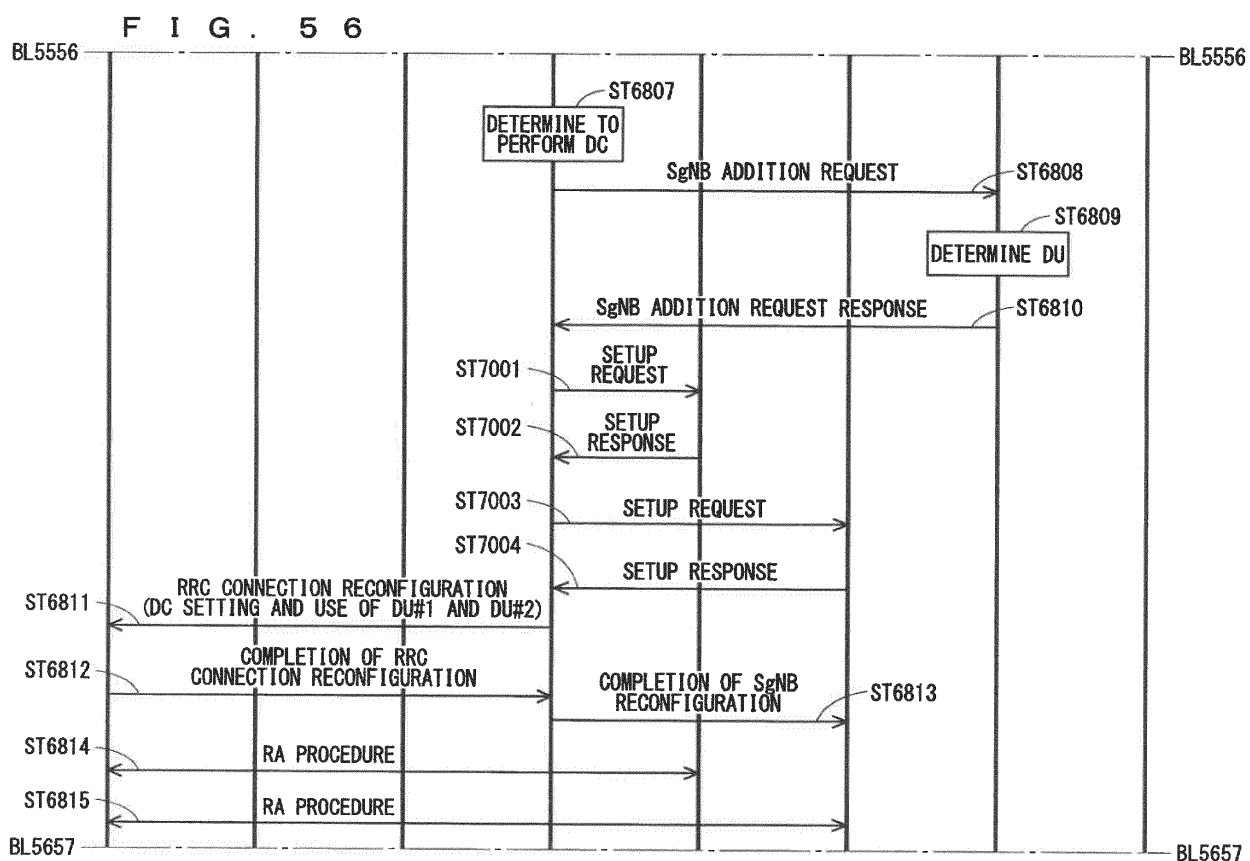 F I G . 5 6
BL5556
BL5556
ST6807
DETERMINE TO
PERFORM DC
SgNB ADDITION REQUEST
ST6808
ST6809
DETERMINE DU
SgNB ADDITION REQUEST RESPONSE
ST6810
ST7001
SETUP
REQUEST
ST7002
SETUP
RESPONSE
ST7003
SETUP REQUEST
ST7004
SETUP RESPONSE
ST6811
RRC CONNECTION RECONFIGURATION
(DC SETTING AND USE OF DU#1 AND DU#2)
ST6812
COMPLETION OF RRC
CONNECTION RECONFIGURATION
COMPLETION OF SgNB
RECONFIGURATION
ST6813
ST6814
RA PROCEDURE
ST6815
RA PROCEDURE
BL5657
BL5657